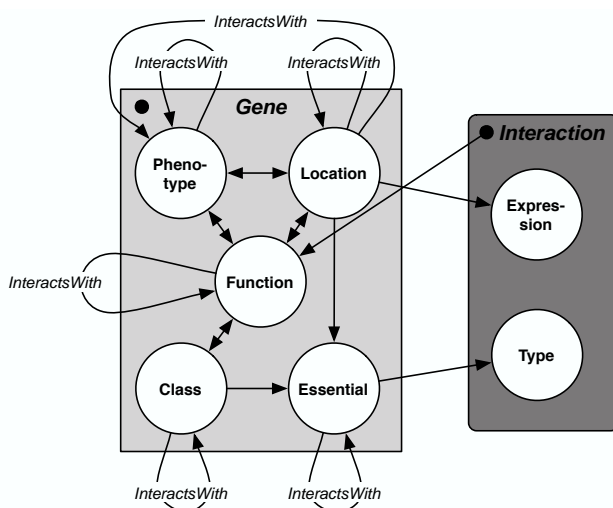 InteractsWith
InteractsWith
InteractsWith
Gene
Interaction
Pheno-
type
Location
Expres-
sion
Function
InteractsWith
Type
Class
Essential
InteractsWith
InteractsWith